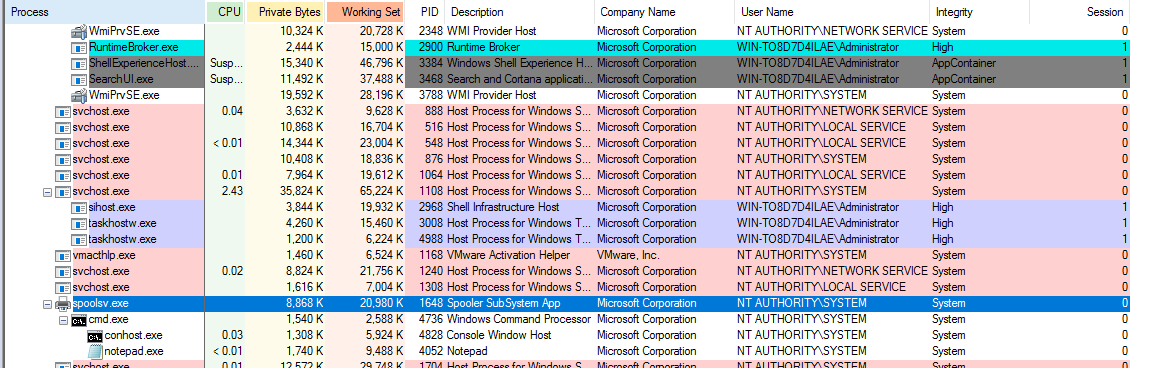 Process CPU Private Bytes Working Set PID Description Company Name User Name Integrity Session
WmiPrvSE.exe 10,324 K 20,728 K 2348 WMI Provider Host Microsoft Corporation NT AUTHORITY\NETWORK SERVICE System 0
RuntimeBroker.exe 2,444 K 15,000 K 2900 Runtime Broker Microsoft Corporation WIN-TO8D7D4ILAE\Administrator High 1
ShellExperienceHost.... Susp... 15,340 K 46,796 K 3384 Windows Shell Experience H... Microsoft Corporation WIN-TO8D7D4ILAE\Administrator AppContainer 1
SearchUI.exe Susp... 11,492 K 37,488 K 3468 Search and Cortana applicati... Microsoft Corporation WIN-TO8D7D4ILAE\Administrator AppContainer 1
WmiPrvSE.exe 19,592 K 28,196 K 3788 WMI Provider Host Microsoft Corporation NT AUTHORITY\SYSTEM System 0
svchost.exe 0.04 3,632 K 9,628 K 888 Host Process for Windows S... Microsoft Corporation NT AUTHORITY\NETWORK SERVICE System 0
svchost.exe 10,868 K 16,704 K 516 Host Process for Windows S... Microsoft Corporation NT AUTHORITY\LOCAL SERVICE System 0
svchost.exe < 0.01 14,344 K 23,004 K 548 Host Process for Windows S... Microsoft Corporation NT AUTHORITY\LOCAL SERVICE System 0
svchost.exe 10,408 K 18,836 K 876 Host Process for Windows S... Microsoft Corporation NT AUTHORITY\SYSTEM System 0
svchost.exe 0.01 7,964 K 19,612 K 1064 Host Process for Windows S... Microsoft Corporation NT AUTHORITY\LOCAL SERVICE System 0
svchost.exe 2.43 35,824 K 65,224 K 1108 Host Process for Windows S... Microsoft Corporation NT AUTHORITY\SYSTEM System 0
sihost.exe 3,844 K 19,932 K 2968 Shell Infrastructure Host Microsoft Corporation WIN-TO8D7D4ILAE\Administrator High 1
taskhostw.exe 4,260 K 15,460 K 3008 Host Process for Windows T... Microsoft Corporation WIN-TO8D7D4ILAE\Administrator High 1
taskhostw.exe 1,200 K 6,224 K 4988 Host Process for Windows T... Microsoft Corporation WIN-TO8D7D4ILAE\Administrator High 1
vmacthlp.exe 1,460 K 6,524 K 1168 VMware Activation Helper VMware, Inc. NT AUTHORITY\SYSTEM System 0
svchost.exe 0.02 8,824 K 21,756 K 1240 Host Process for Windows S... Microsoft Corporation NT AUTHORITY\NETWORK SERVICE System 0
svchost.exe 1,616 K 7,004 K 1308 Host Process for Windows S... Microsoft Corporation NT AUTHORITY\LOCAL SERVICE System 0
spoolsv.exe 8,868 K 20,980 K 1648 Spooler SubSystem App Microsoft Corporation NT AUTHORITY\SYSTEM System 0
cmd.exe 1,540 K 2,588 K 4736 Windows Command Processor Microsoft Corporation NT AUTHORITY\SYSTEM System 0
conhost.exe 0.03 1,308 K 5,924 K 4828 Console Window Host Microsoft Corporation NT AUTHORITY\SYSTEM System 0
notepad.exe < 0.01 1,740 K 9,488 K 4052 Notepad Microsoft Corporation NT AUTHORITY\SYSTEM System 0
svchost.exe 0.01 12,572 K 29,748 K 1704 Host Process for Windows S... Microsoft Corporation NT AUTHORITY\SYSTEM System 0